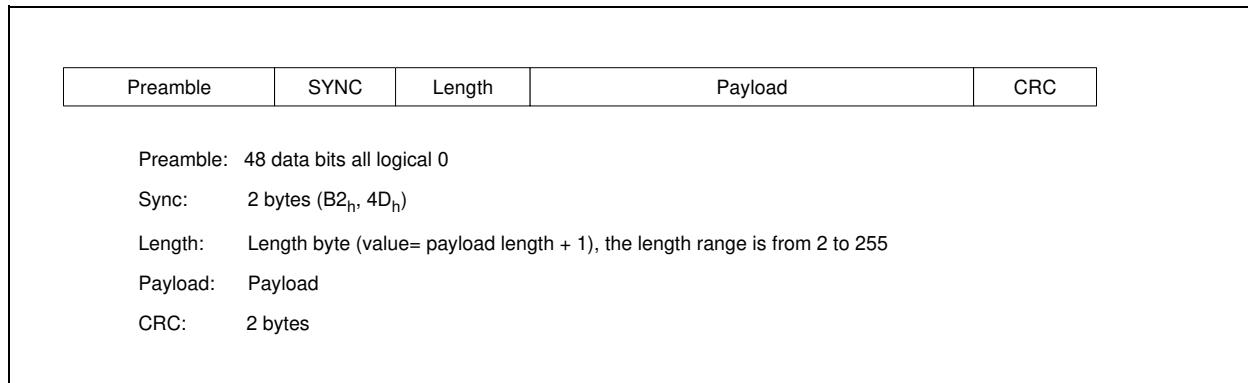 Preamble SYNC Length Payload CRC
Preamble: 48 data bits all logical 0
Sync: 2 bytes (B2h, 4Dh)
Length: Length byte (value= payload length + 1), the length range is from 2 to 255
Payload: Payload
CRC: 2 bytes